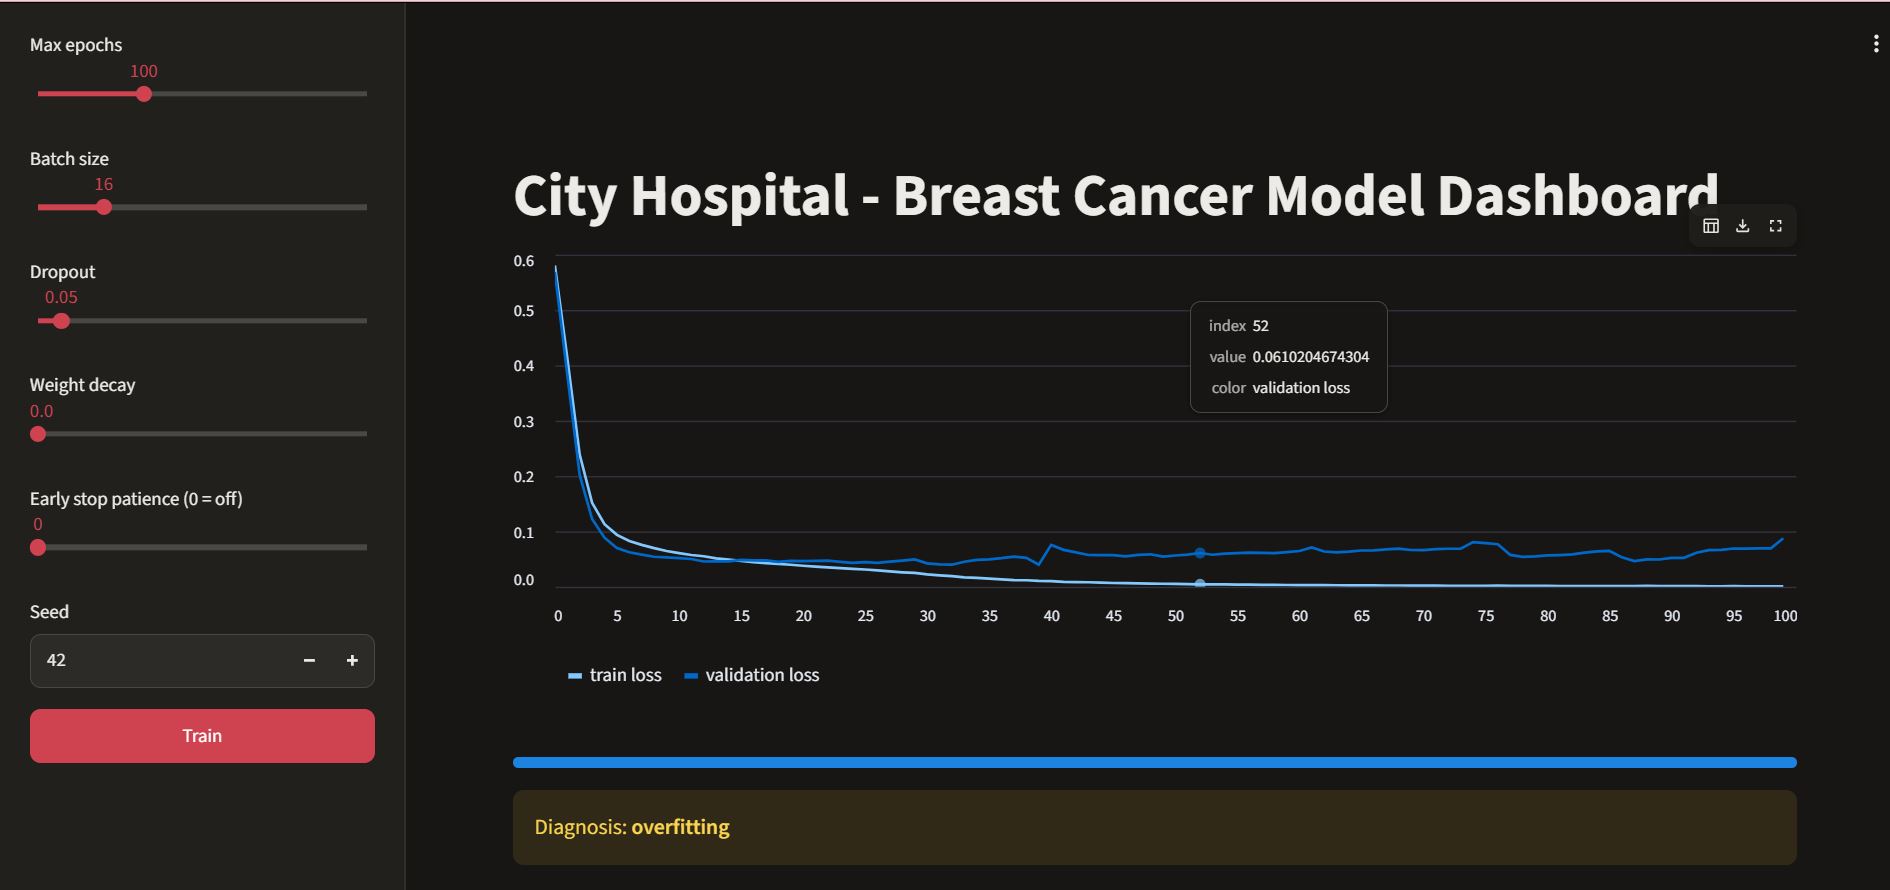 Max epochs
100
Batch size
16
Dropout
0.05
Weight decay
0.0
Early stop patience (0 = off)
0
Seed
42
Train
City Hospital - Breast Cancer Model Dashboard
0.6
0.5
0.4
0.3
0.2
0.1
0.0
index 52
value 0.0610204674304
color validation loss
0 5 10 15 20 25 30 35 40 45 50 55 60 65 70 75 80 85 90 95 100
train loss validation loss
Diagnosis: overfitting